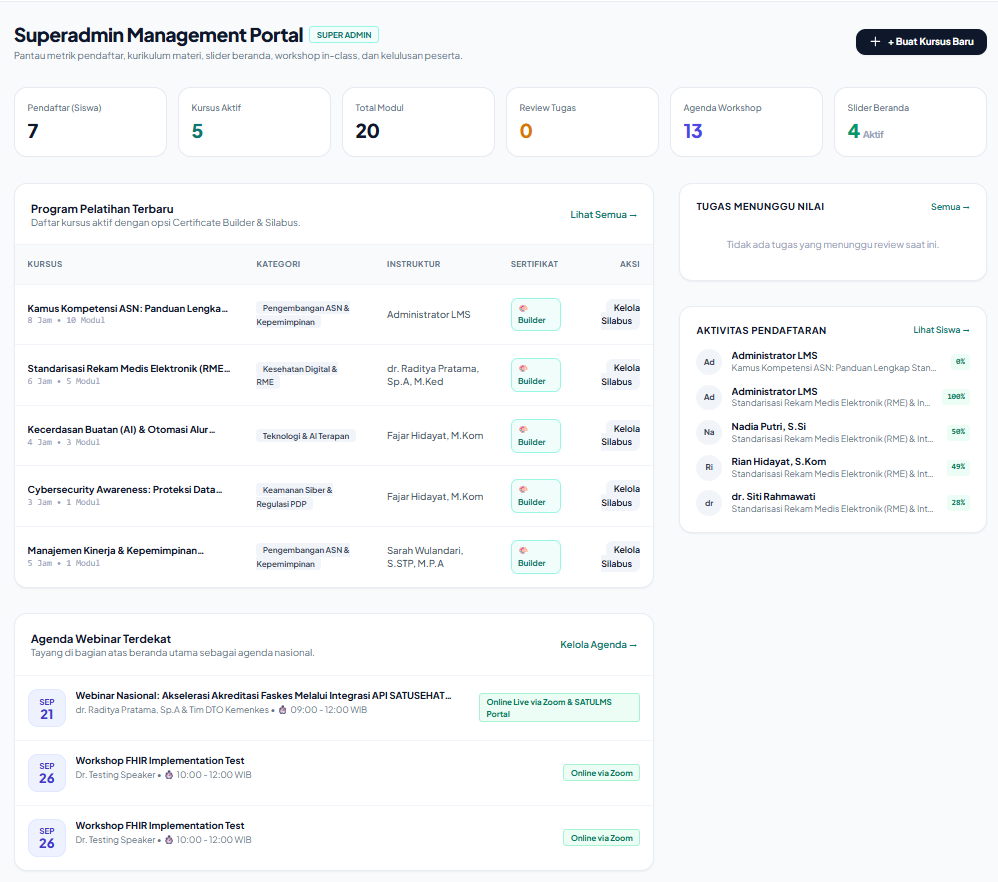 Superadmin Management Portal SUPER ADMIN
Pantau metrik pendaftar, kurikulum materi, slider beranda, workshop in-class, dan kelulusan peserta.
+ + Buat Kursus Baru
Pendaftar (Siswa)
7
Kursus Aktif
5
Total Modul
20
Review Tugas
0
Agenda Workshop
13
Slider Beranda
4 Aktif
Program Pelatihan Terbaru
Daftar kursus aktif dengan opsi Certificate Builder & Silabus.
Lihat Semua →
KURSUS KATEGORI INSTRUKTUR SERTIFIKAT AKSI
Kamus Kompetensi ASN: Panduan Lengka...
8 Jam • 10 Modul
Pengembangan ASN &
Kepemimpinan
Administrator LMS
Builder
Kelola
Silabus
Standarisasi Rekam Medis Elektronik (RME...
6 Jam • 5 Modul
Kesehatan Digital &
RME
dr. Raditya Pratama,
Sp.A, M.Ked
Builder
Kelola
Silabus
Kecerdasan Buatan (AI) & Otomasi Alur...
4 Jam • 3 Modul
Teknologi & AI Terapan
Fajar Hidayat, M.Kom
Builder
Kelola
Silabus
Cybersecurity Awareness: Proteksi Data...
3 Jam • 1 Modul
Keamanan Siber &
Regulasi PDP
Fajar Hidayat, M.Kom
Builder
Kelola
Silabus
Manajemen Kinerja & Kepemimpinan...
5 Jam • 1 Modul
Pengembangan ASN &
Kepemimpinan
Sarah Wulandari,
S.STP, M.P.A
Builder
Kelola
Silabus
TUGAS MENUNGGU NILAI
Semua →
Tidak ada tugas yang menunggu review saat ini.
AKTIVITAS PENDAFTARAN
Lihat Siswa →
Ad
Administrator LMS
Kamus Kompetensi ASN: Panduan Lengkap Stan...
0%
Ad
Administrator LMS
Standarisasi Rekam Medis Elektronik (RME) & In...
100%
Na
Nadia Putri, S.Si
Standarisasi Rekam Medis Elektronik (RME) & Int...
50%
Ri
Rian Hidayat, S.Kom
Standarisasi Rekam Medis Elektronik (RME) & Int...
49%
dr
dr. Siti Rahmawati
Standarisasi Rekam Medis Elektronik (RME) & Int...
28%
Agenda Webinar Terdekat
Tayang di bagian atas beranda utama sebagai agenda nasional.
Kelola Agenda →
SEP
21
Webinar Nasional: Akselerasi Akreditasi Faskes Melalui Integrasi API SATUSEHAT...
dr. Raditya Pratama, Sp.A & Tim DTO Kemenkes • 09:00 - 12:00 WIB
Online Live via Zoom & SATULMS
Portal
SEP
26
Workshop FHIR Implementation Test
Dr. Testing Speaker • 10:00 - 12:00 WIB
Online via Zoom
SEP
26
Workshop FHIR Implementation Test
Dr. Testing Speaker • 10:00 - 12:00 WIB
Online via Zoom